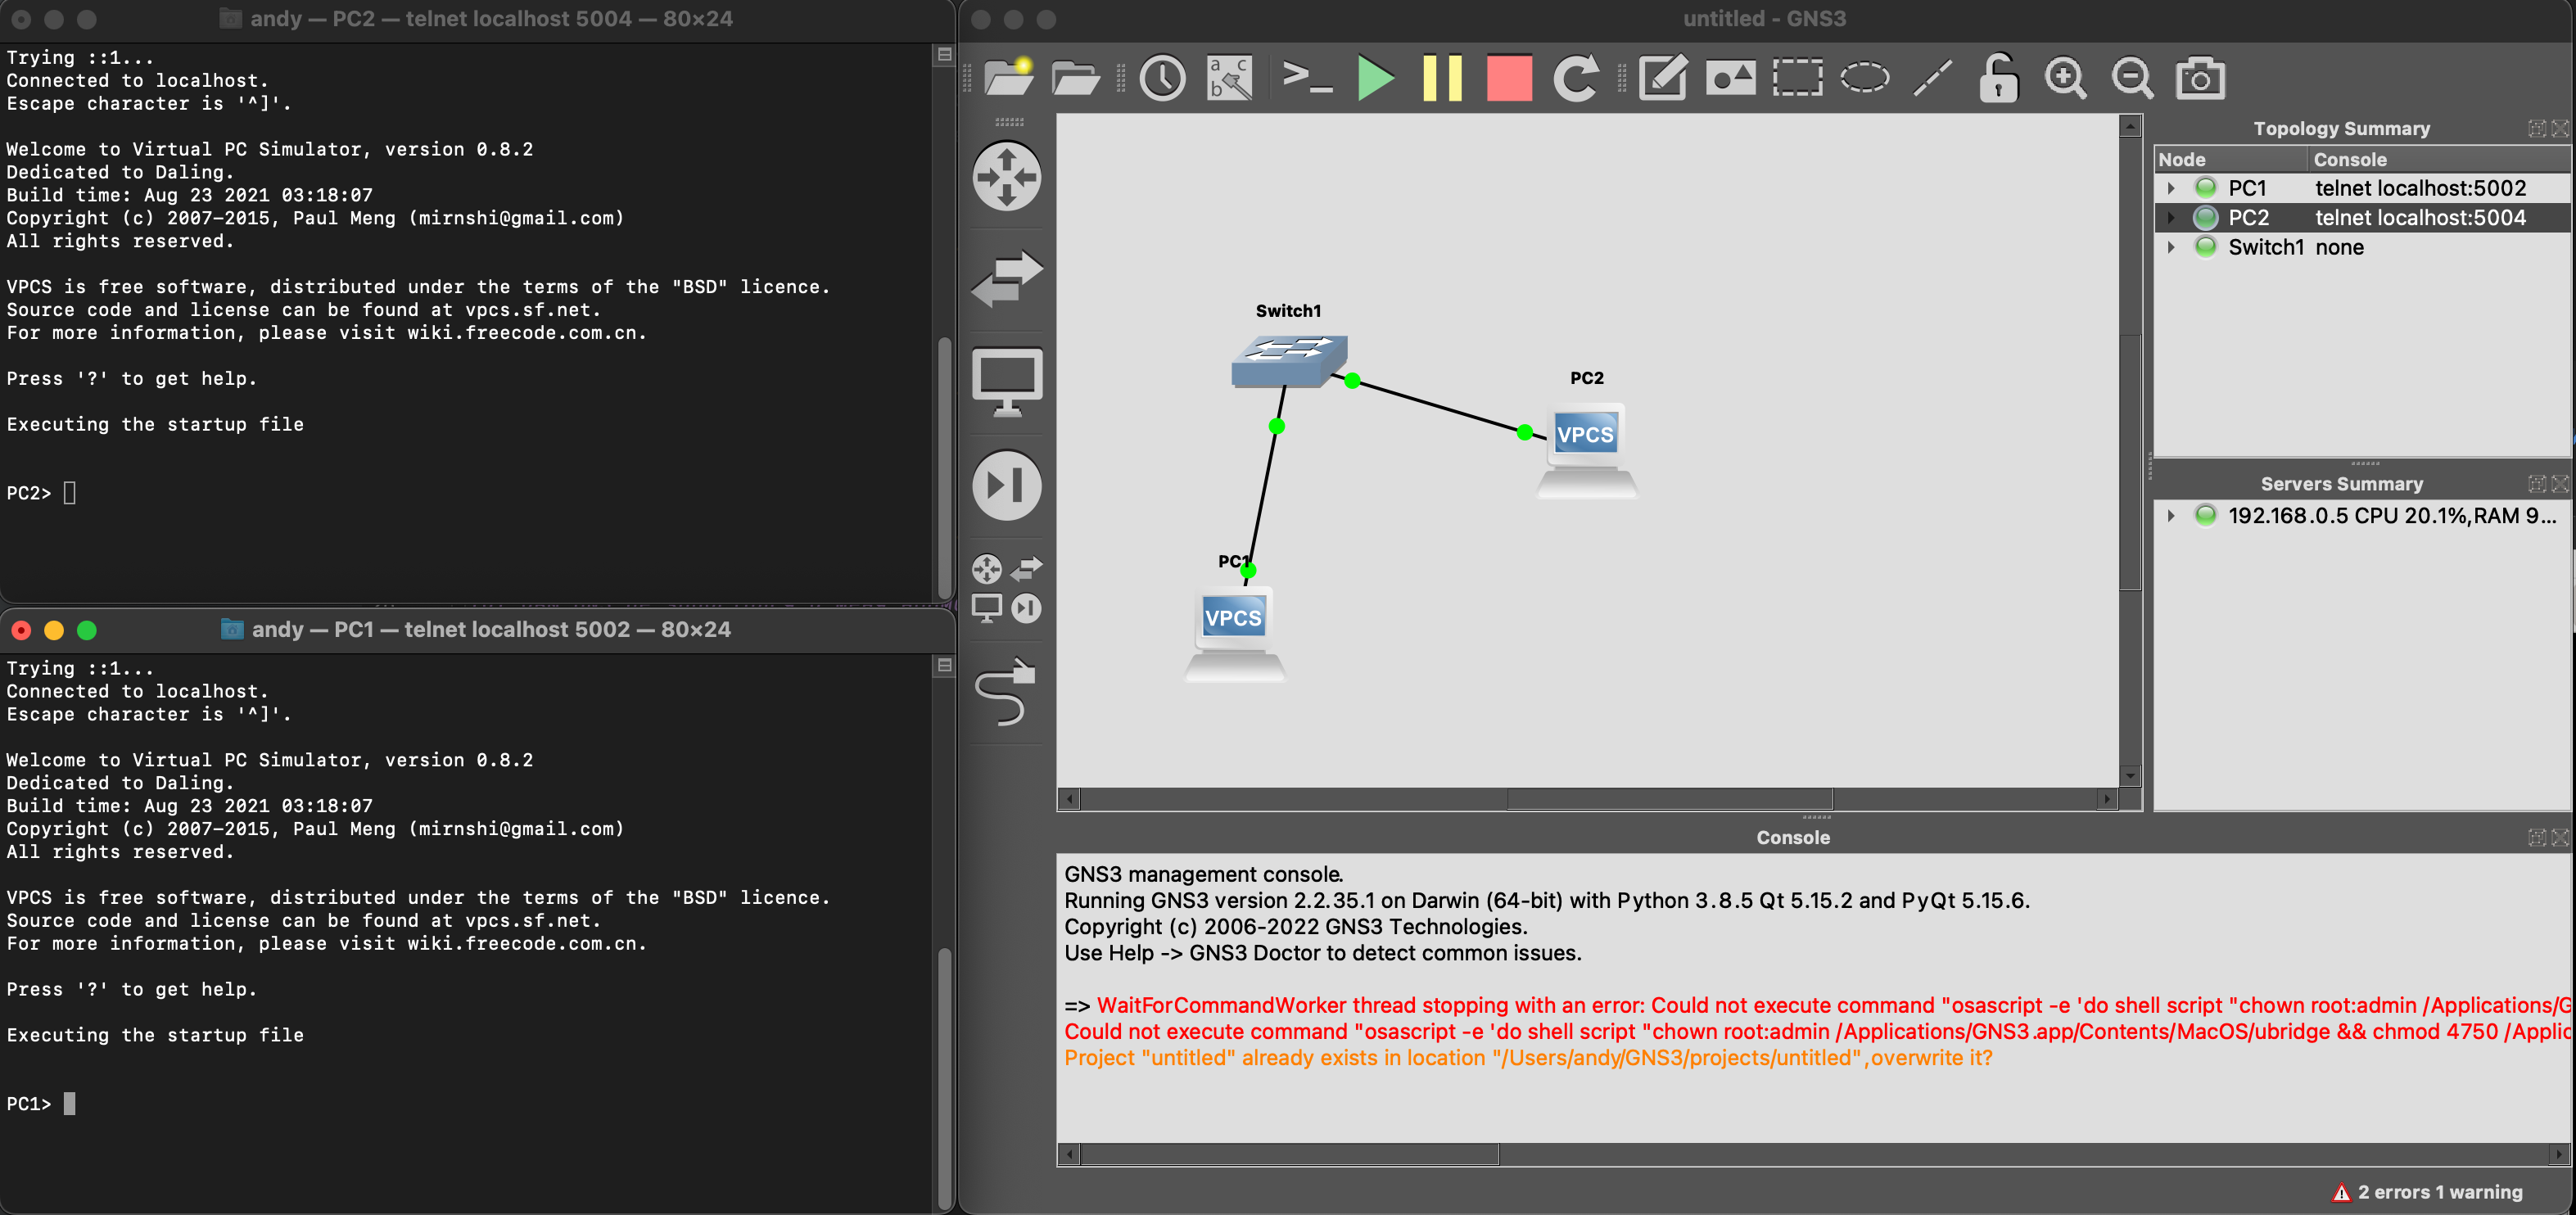 andy — PC2 — telnet localhost 5004 — 80×24
Trying ::1...
Connected to localhost.
Escape character is '^]'.
Welcome to Virtual PC Simulator, version 0.8.2
Dedicated to Daling.
Build time: Aug 23 2021 03:18:07
Copyright (c) 2007-2015, Paul Meng (mirnshi@gmail.com)
All rights reserved.
VPCS is free software, distributed under the terms of the "BSD" licence.
Source code and license can be found at vpcs.sf.net.
For more information, please visit wiki.freecode.com.cn.
Press '?' to get help.
Executing the startup file
PC2>
andy — PC1 — telnet localhost 5002 — 80×24
Trying ::1...
Connected to localhost.
Escape character is '^]'.
Welcome to Virtual PC Simulator, version 0.8.2
Dedicated to Daling.
Build time: Aug 23 2021 03:18:07
Copyright (c) 2007-2015, Paul Meng (mirnshi@gmail.com)
All rights reserved.
VPCS is free software, distributed under the terms of the "BSD" licence.
Source code and license can be found at vpcs.sf.net.
For more information, please visit wiki.freecode.com.cn.
Press '?' to get help.
Executing the startup file
PC1>
untitled - GNS3
a c
b
Switch1
PC2
VPCS
PC1
VPCS
Topology Summary
Node Console
PC1 telnet localhost:5002
PC2 telnet localhost:5004
Switch1 none
Servers Summary
192.168.0.5 CPU 20.1%,RAM 9...
Console
GNS3 management console.
Running GNS3 version 2.2.35.1 on Darwin (64-bit) with Python 3.8.5 Qt 5.15.2 and PyQt 5.15.6.
Copyright (c) 2006-2022 GNS3 Technologies.
Use Help -> GNS3 Doctor to detect common issues.
=> WaitForCommandWorker thread stopping with an error: Could not execute command "osascript -e 'do shell script "chown root:admin /Applications/G
Could not execute command "osascript -e 'do shell script "chown root:admin /Applications/GNS3.app/Contents/MacOS/ubridge && chmod 4750 /Applic
Project "untitled" already exists in location "/Users/andy/GNS3/projects/untitled",overwrite it?
2 errors 1 warning